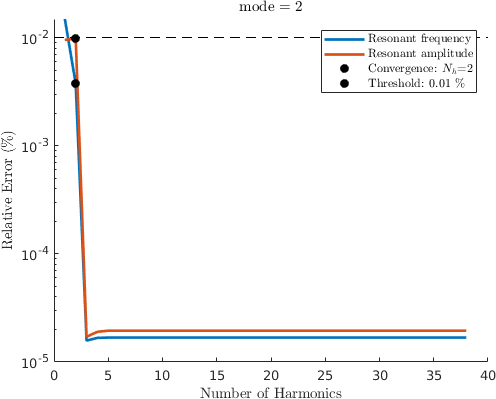 mode = 2
Resonant frequency
Resonant amplitude
Convergence: Nₕ=2
Threshold: 0.01 %
Relative Error (%)
10⁻²
10⁻³
10⁻⁴
10⁻⁵
0 5 10 15 20 25 30 35 40
Number of Harmonics